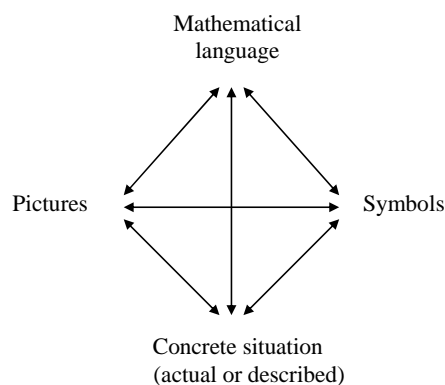 Mathematical
language
Pictures
Symbols
Concrete situation
(actual or described)